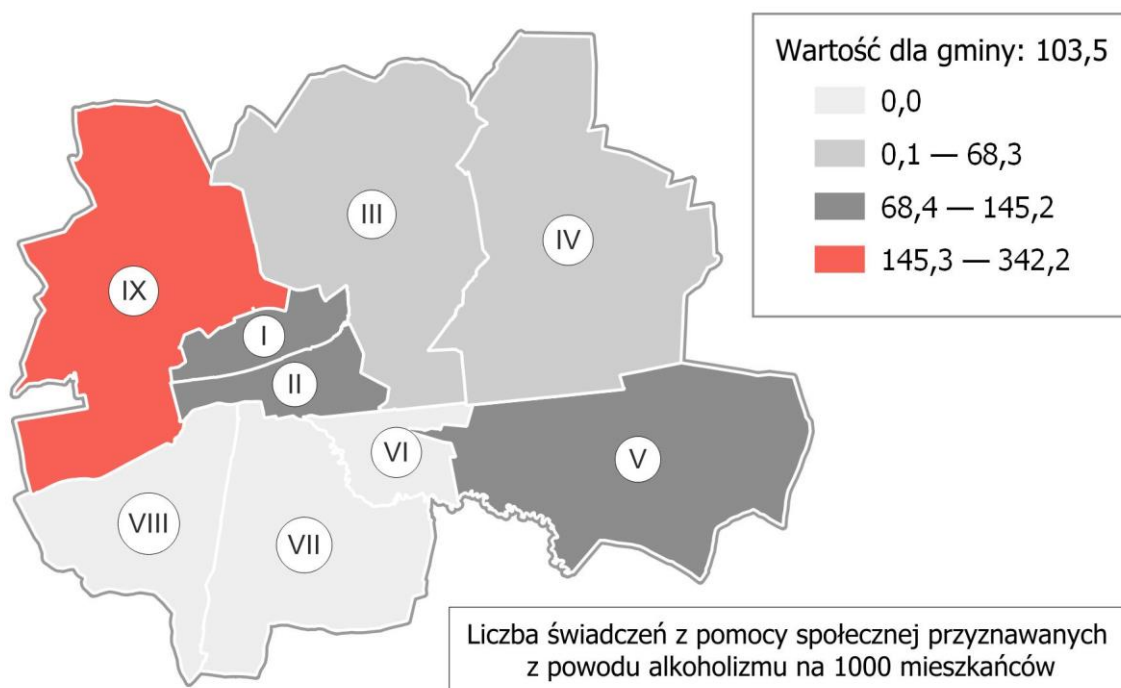 Wartość dla gminy: 103,5
0,0
0,1 — 68,3
68,4 — 145,2
145,3 — 342,2
III
IV
IX
I
II
VI
V
VIII
VII
Liczba świadczeń z pomocy społecznej przyznawanych
z powodu alkoholizmu na 1000 mieszkańców